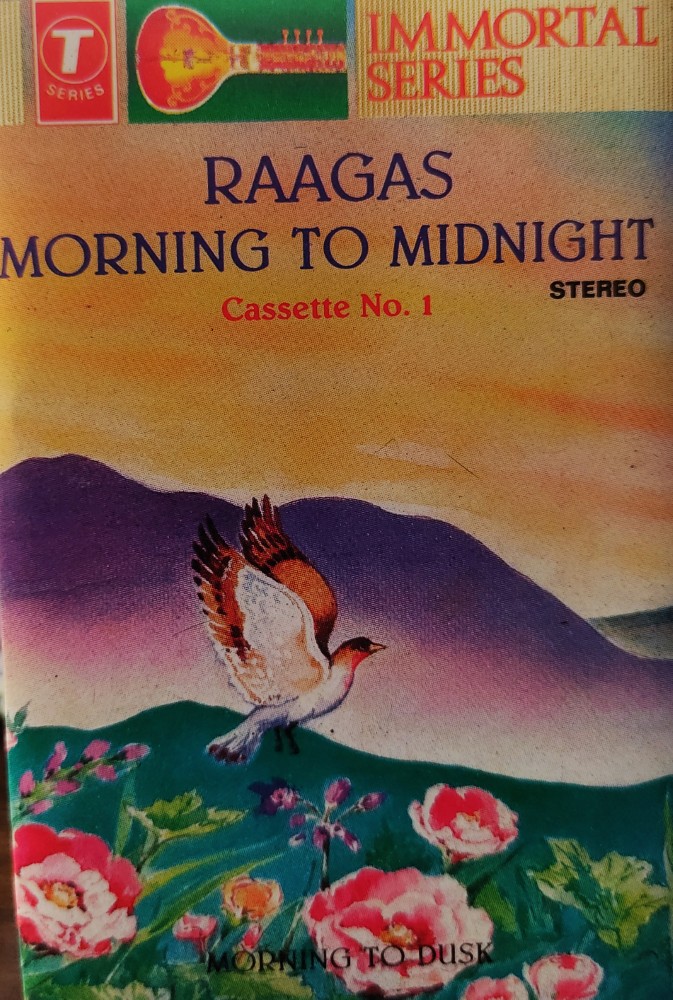 T
SERIES
IMMORTAL
SERIES
RAAGAS
MORNING TO MIDNIGHT
STEREO
Cassette No. 1
MORNING TO DUSK